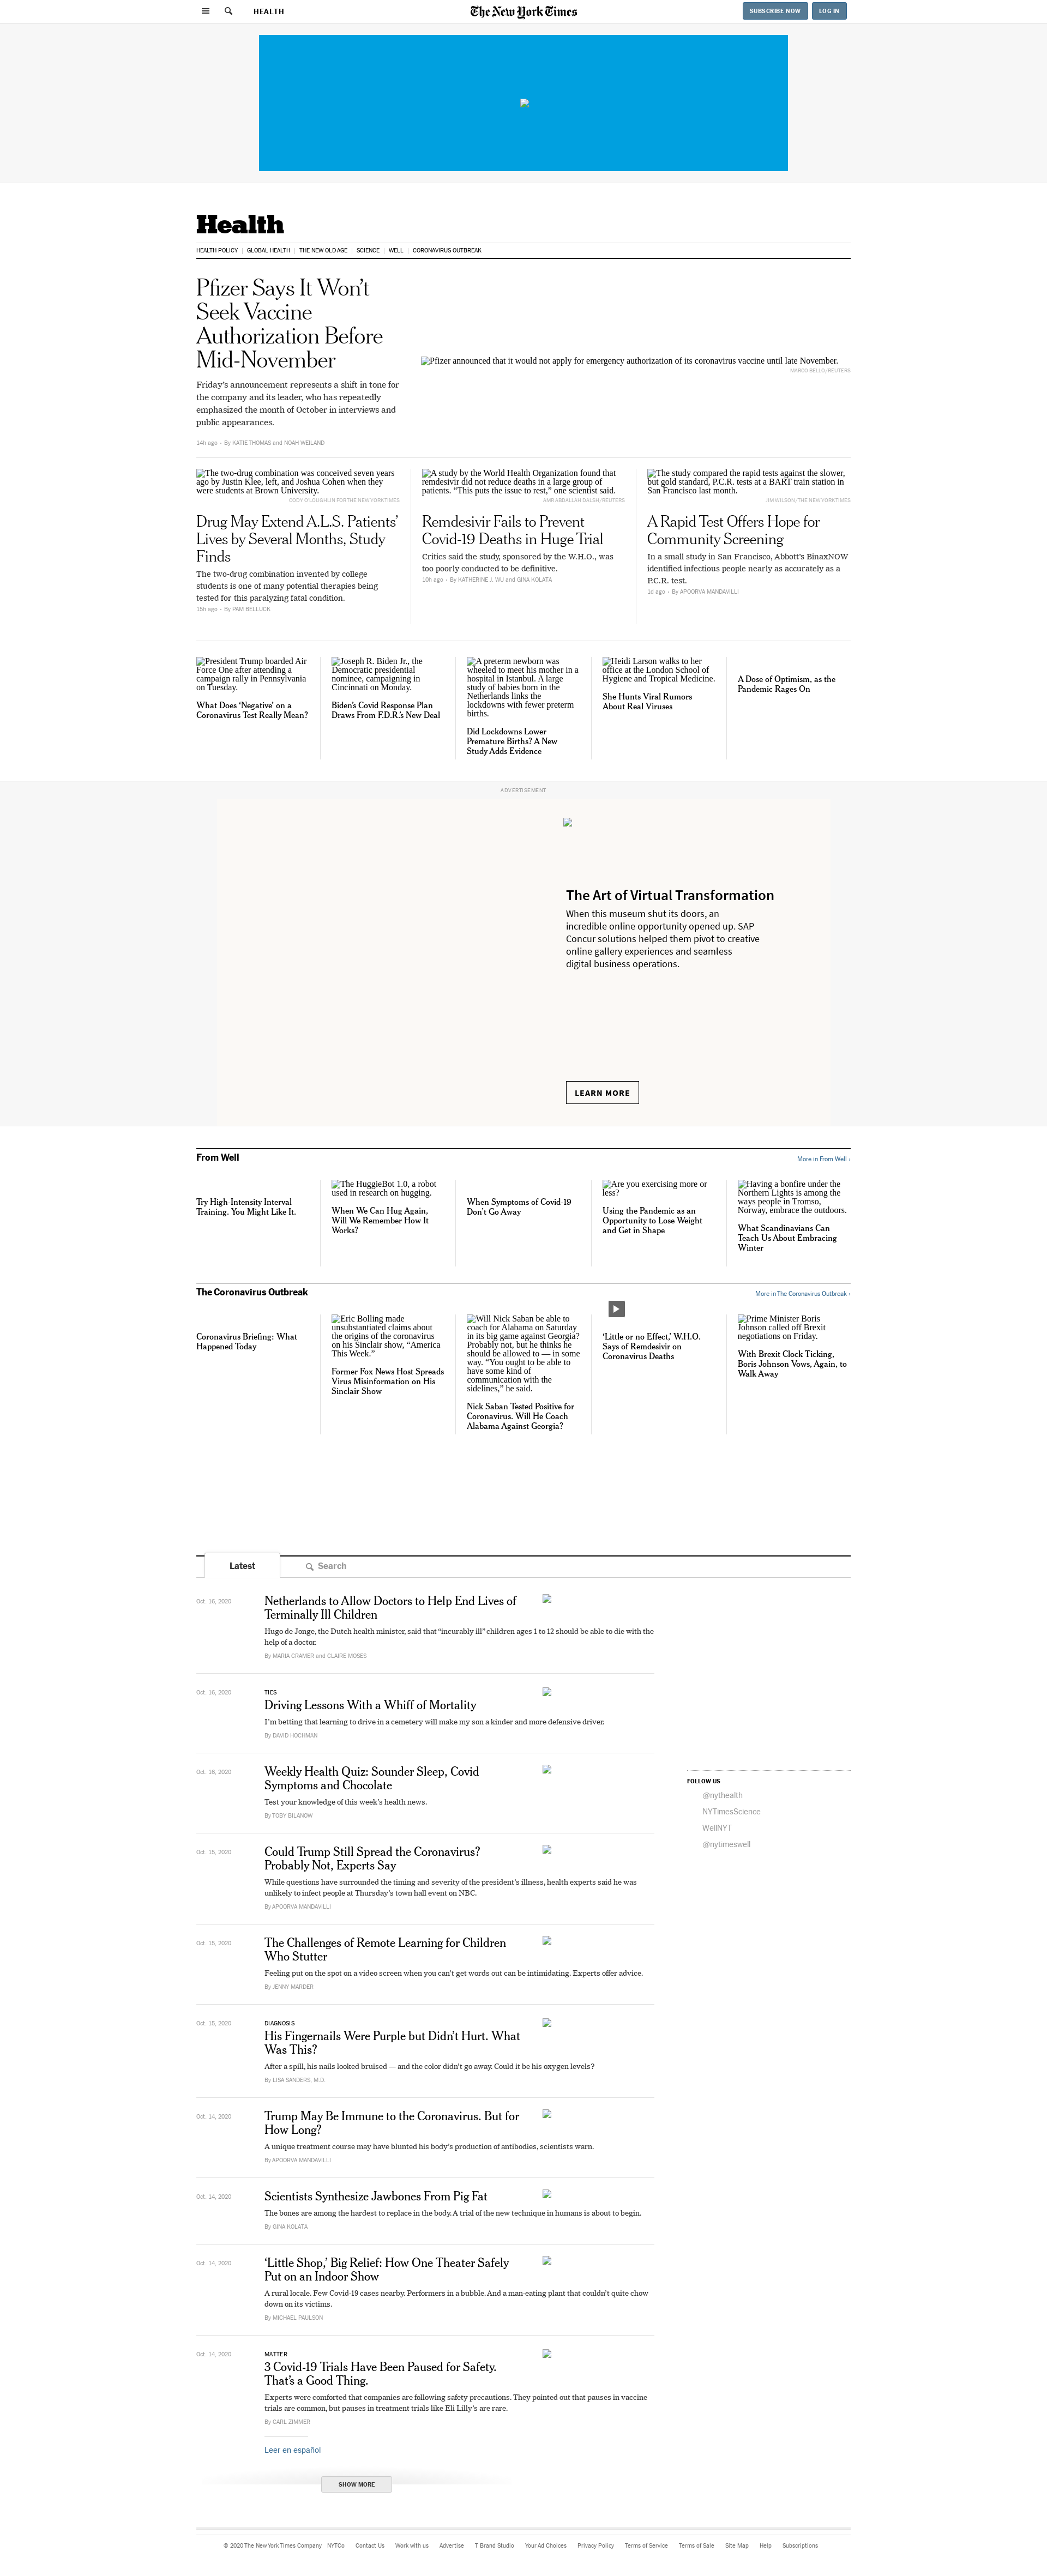 HEALTH
The New York Times
SUBSCRIBE NOW
LOG IN
Health
HEALTH POLICY
GLOBAL HEALTH
THE NEW OLD AGE
SCIENCE
WELL
CORONAVIRUS OUTBREAK
Pfizer Says It Won’t
Seek Vaccine
Authorization Before
Mid-November
Friday’s announcement represents a shift in tone for
the company and its leader, who has repeatedly
emphasized the month of October in interviews and
public appearances.
14h ago - By KATIE THOMAS and NOAH WEILAND
Pfizer announced that it would not apply for emergency authorization of its coronavirus vaccine until late November.
MARCO BELLO/REUTERS
The two-drug combination was conceived seven years
ago by Justin Klee, left, and Joshua Cohen when they
were students at Brown University.
CODY O’LOUGHLIN FOR THE NEW YORK TIMES
Drug May Extend A.L.S. Patients’
Lives by Several Months, Study
Finds
The two-drug combination invented by college
students is one of many potential therapies being
tested for this paralyzing fatal condition.
15h ago - By PAM BELLUCK
A study by the World Health Organization found that
remdesivir did not reduce deaths in a large group of
patients. “This puts the issue to rest,” one scientist said.
AMR ABDALLAH DALSH/REUTERS
Remdesivir Fails to Prevent
Covid-19 Deaths in Huge Trial
Critics said the study, sponsored by the W.H.O., was
too poorly conducted to be definitive.
10h ago - By KATHERINE J. WU and GINA KOLATA
The study compared the rapid tests against the slower,
but gold standard, P.C.R. tests at a BART train station in
San Francisco last month.
JIM WILSON/THE NEW YORK TIMES
A Rapid Test Offers Hope for
Community Screening
In a small study in San Francisco, Abbott’s BinaxNOW
identified infectious people nearly as accurately as a
P.C.R. test.
1d ago - By APOORVA MANDAVILLI
President Trump boarded Air
Force One after attending a
campaign rally in Pennsylvania
on Tuesday.
What Does ‘Negative’ on a
Coronavirus Test Really Mean?
Joseph R. Biden Jr., the
Democratic presidential
nominee, campaigning in
Cincinnati on Monday.
Biden’s Covid Response Plan
Draws From F.D.R.’s New Deal
A preterm newborn was
wheeled to meet his mother in a
hospital in Istanbul. A large
study of babies born in the
Netherlands links the
lockdowns with fewer preterm
births.
Did Lockdowns Lower
Premature Births? A New
Study Adds Evidence
Heidi Larson walks to her
office at the London School of
Hygiene and Tropical Medicine.
She Hunts Viral Rumors
About Real Viruses
A Dose of Optimism, as the
Pandemic Rages On
ADVERTISEMENT
The Art of Virtual Transformation
When this museum shut its doors, an
incredible online opportunity opened up. SAP
Concur solutions helped them pivot to creative
online gallery experiences and seamless
digital business operations.
LEARN MORE
From Well
More in From Well ›
Try High-Intensity Interval
Training. You Might Like It.
The HuggieBot 1.0, a robot
used in research on hugging.
When We Can Hug Again,
Will We Remember How It
Works?
When Symptoms of Covid-19
Don’t Go Away
Are you exercising more or
less?
Using the Pandemic as an
Opportunity to Lose Weight
and Get in Shape
Having a bonfire under the
Northern Lights is among the
ways people in Tromso,
Norway, embrace the outdoors.
What Scandinavians Can
Teach Us About Embracing
Winter
The Coronavirus Outbreak
More in The Coronavirus Outbreak ›
Coronavirus Briefing: What
Happened Today
Eric Bolling made
unsubstantiated claims about
the origins of the coronavirus
on his Sinclair show, “America
This Week.”
Former Fox News Host Spreads
Virus Misinformation on His
Sinclair Show
Will Nick Saban be able to
coach for Alabama on Saturday
in its big game against Georgia?
Probably not, but he thinks he
should be allowed to — in some
way. “You ought to be able to
have some kind of
communication with the
sidelines,” he said.
Nick Saban Tested Positive for
Coronavirus. Will He Coach
Alabama Against Georgia?
‘Little or no Effect,’ W.H.O.
Says of Remdesivir on
Coronavirus Deaths
Prime Minister Boris
Johnson called off Brexit
negotiations on Friday.
With Brexit Clock Ticking,
Boris Johnson Vows, Again, to
Walk Away
Latest
Search
Oct. 16, 2020
Netherlands to Allow Doctors to Help End Lives of
Terminally Ill Children
Hugo de Jonge, the Dutch health minister, said that “incurably ill” children ages 1 to 12 should be able to die with the
help of a doctor.
By MARIA CRAMER and CLAIRE MOSES
Oct. 16, 2020
TIES
Driving Lessons With a Whiff of Mortality
I’m betting that learning to drive in a cemetery will make my son a kinder and more defensive driver.
By DAVID HOCHMAN
Oct. 16, 2020
Weekly Health Quiz: Sounder Sleep, Covid
Symptoms and Chocolate
Test your knowledge of this week’s health news.
By TOBY BILANOW
Oct. 15, 2020
Could Trump Still Spread the Coronavirus?
Probably Not, Experts Say
While questions have surrounded the timing and severity of the president’s illness, health experts said he was
unlikely to infect people at Thursday’s town hall event on NBC.
By APOORVA MANDAVILLI
Oct. 15, 2020
The Challenges of Remote Learning for Children
Who Stutter
Feeling put on the spot on a video screen when you can’t get words out can be intimidating. Experts offer advice.
By JENNY MARDER
Oct. 15, 2020
DIAGNOSIS
His Fingernails Were Purple but Didn’t Hurt. What
Was This?
After a spill, his nails looked bruised — and the color didn’t go away. Could it be his oxygen levels?
By LISA SANDERS, M.D.
Oct. 14, 2020
Trump May Be Immune to the Coronavirus. But for
How Long?
A unique treatment course may have blunted his body’s production of antibodies, scientists warn.
By APOORVA MANDAVILLI
Oct. 14, 2020
Scientists Synthesize Jawbones From Pig Fat
The bones are among the hardest to replace in the body. A trial of the new technique in humans is about to begin.
By GINA KOLATA
Oct. 14, 2020
‘Little Shop,’ Big Relief: How One Theater Safely
Put on an Indoor Show
A rural locale. Few Covid-19 cases nearby. Performers in a bubble. And a man-eating plant that couldn’t quite chow
down on its victims.
By MICHAEL PAULSON
Oct. 14, 2020
MATTER
3 Covid-19 Trials Have Been Paused for Safety.
That’s a Good Thing.
Experts were comforted that companies are following safety precautions. They pointed out that pauses in vaccine
trials are common, but pauses in treatment trials like Eli Lilly’s are rare.
By CARL ZIMMER
Leer en español
SHOW MORE
FOLLOW US
@nythealth
NYTimesScience
WellNYT
@nytimeswell
© 2020 The New York Times Company NYTCo Contact Us Work with us Advertise T Brand Studio Your Ad Choices Privacy Policy Terms of Service Terms of Sale Site Map Help Subscriptions